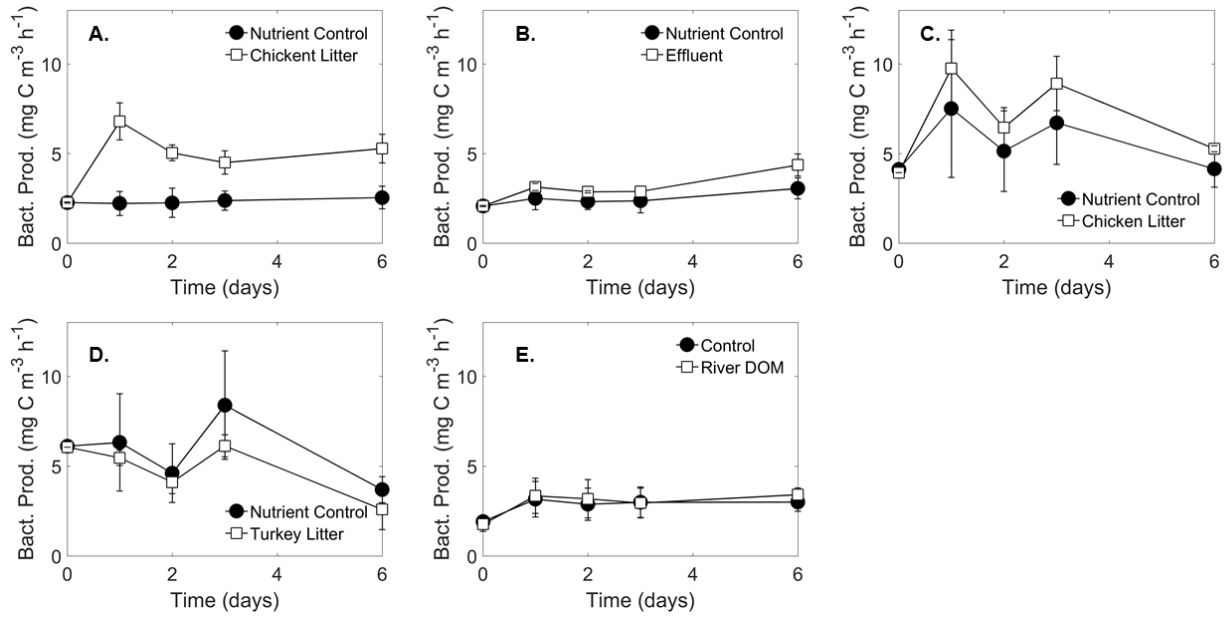 A.
Nutrient Control
Chickent Litter
10
5
0
0 2 4 6
Time (days)
Bact. Prod. (mg C m-3 h-1)
B.
Nutrient Control
Effluent
10
5
0
0 2 4 6
Time (days)
Bact. Prod. (mg C m-3 h-1)
C.
Nutrient Control
Chicken Litter
10
5
0
0 2 4 6
Time (days)
Bact. Prod. (mg C m-3 h-1)
D.
Nutrient Control
Turkey Litter
10
5
0
0 2 4 6
Time (days)
Bact. Prod. (mg C m-3 h-1)
E.
Control
River DOM
10
5
0
0 2 4 6
Time (days)
Bact. Prod. (mg C m-3 h-1)